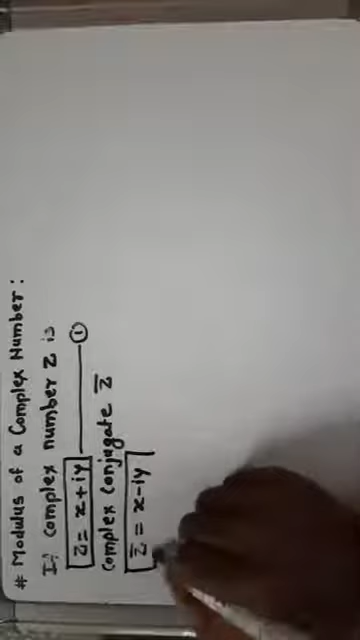 # Modulus of a Complex Number:
If complex number z is
z = x + iy ——— ①
Complex conjugate z̅
z̅ = x - iy